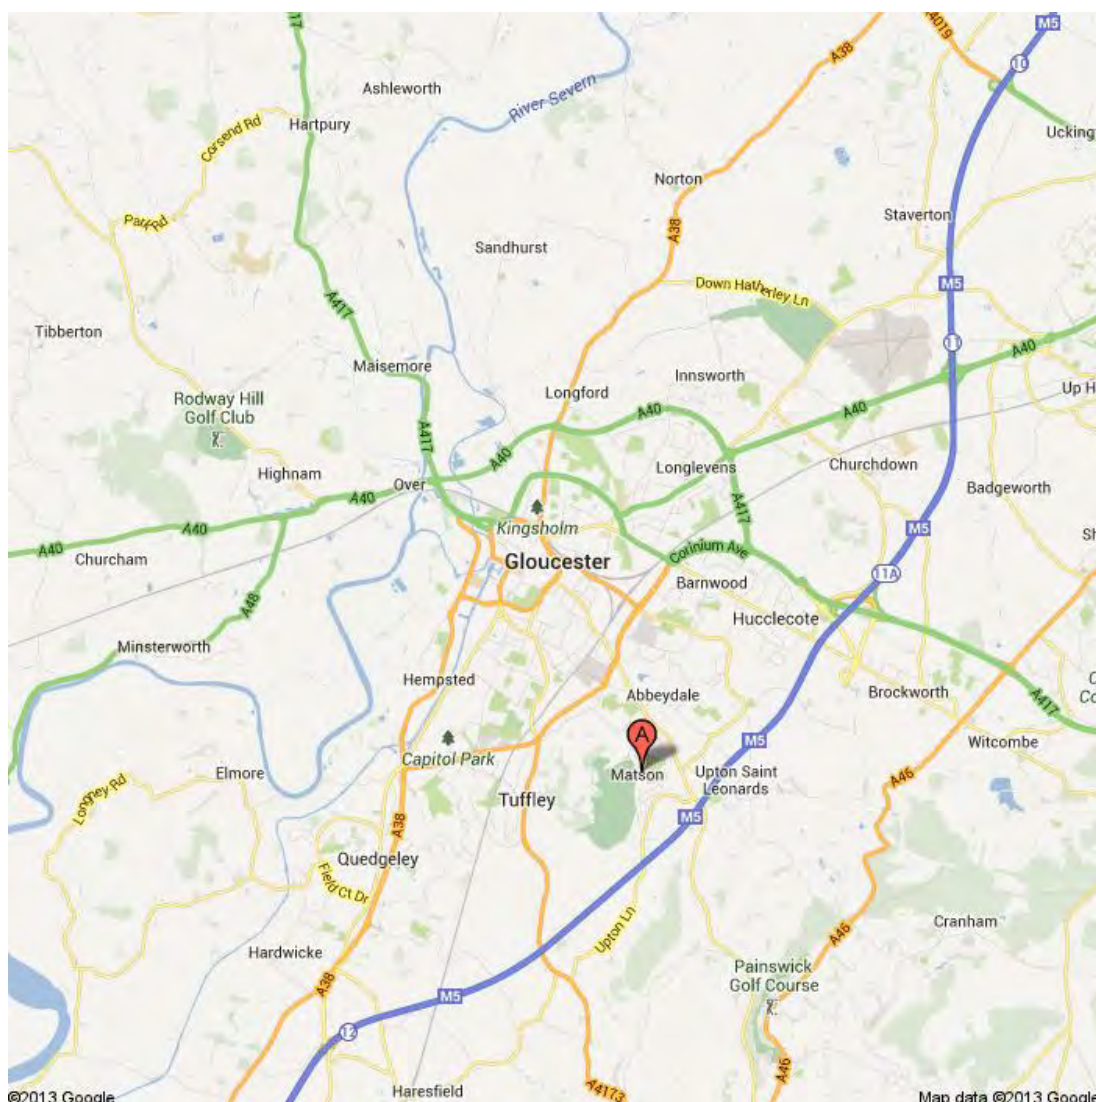 A417
A38
A4019
M5
10
Ashleworth
River Severn
Hartpury
Corsend Rd
Uckington
Norton
Park Rd
Staverton
A38
Sandhurst
Down Hatherley Ln
M5
A417
Tibberton
11
A40
Maisemore
Innsworth
Rodway Hill
Golf Club
Longford
Up H
A40
A40
A417
A40
Longlevens
Churchdown
Highnam
Over
Badgeworth
A40
A417
A40
Kingsholm
M5
A40
Churcham
Gloucester
Corinium Ave
Barnwood
11A
A48
Hucclecote
Minsterworth
Hempsted
Abbeydale
Brockworth
A417
A
Capitol Park
M5
Witcombe
Elmore
Matson
Upton Saint
Leonards
A46
Longney Rd
Tuffley
A38
M5
Quedgeley
Field Ct Dr
Upton Ln
Cranham
A46
Hardwicke
Painswick
Golf Course
A38
M5
12
A46
Haresfield
A4173
©2013 Google
Map data ©2013 Google